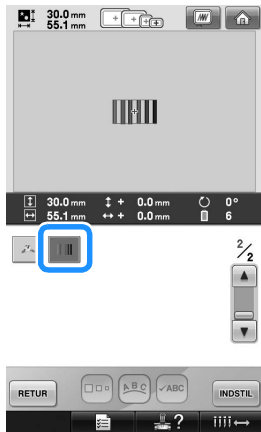 30.0 mm
55.1 mm
30.0 mm + 0.0 mm 0°
55.1 mm + 0.0 mm 6
2/2
RETUR ABC ✓ABC INDSTIL
?